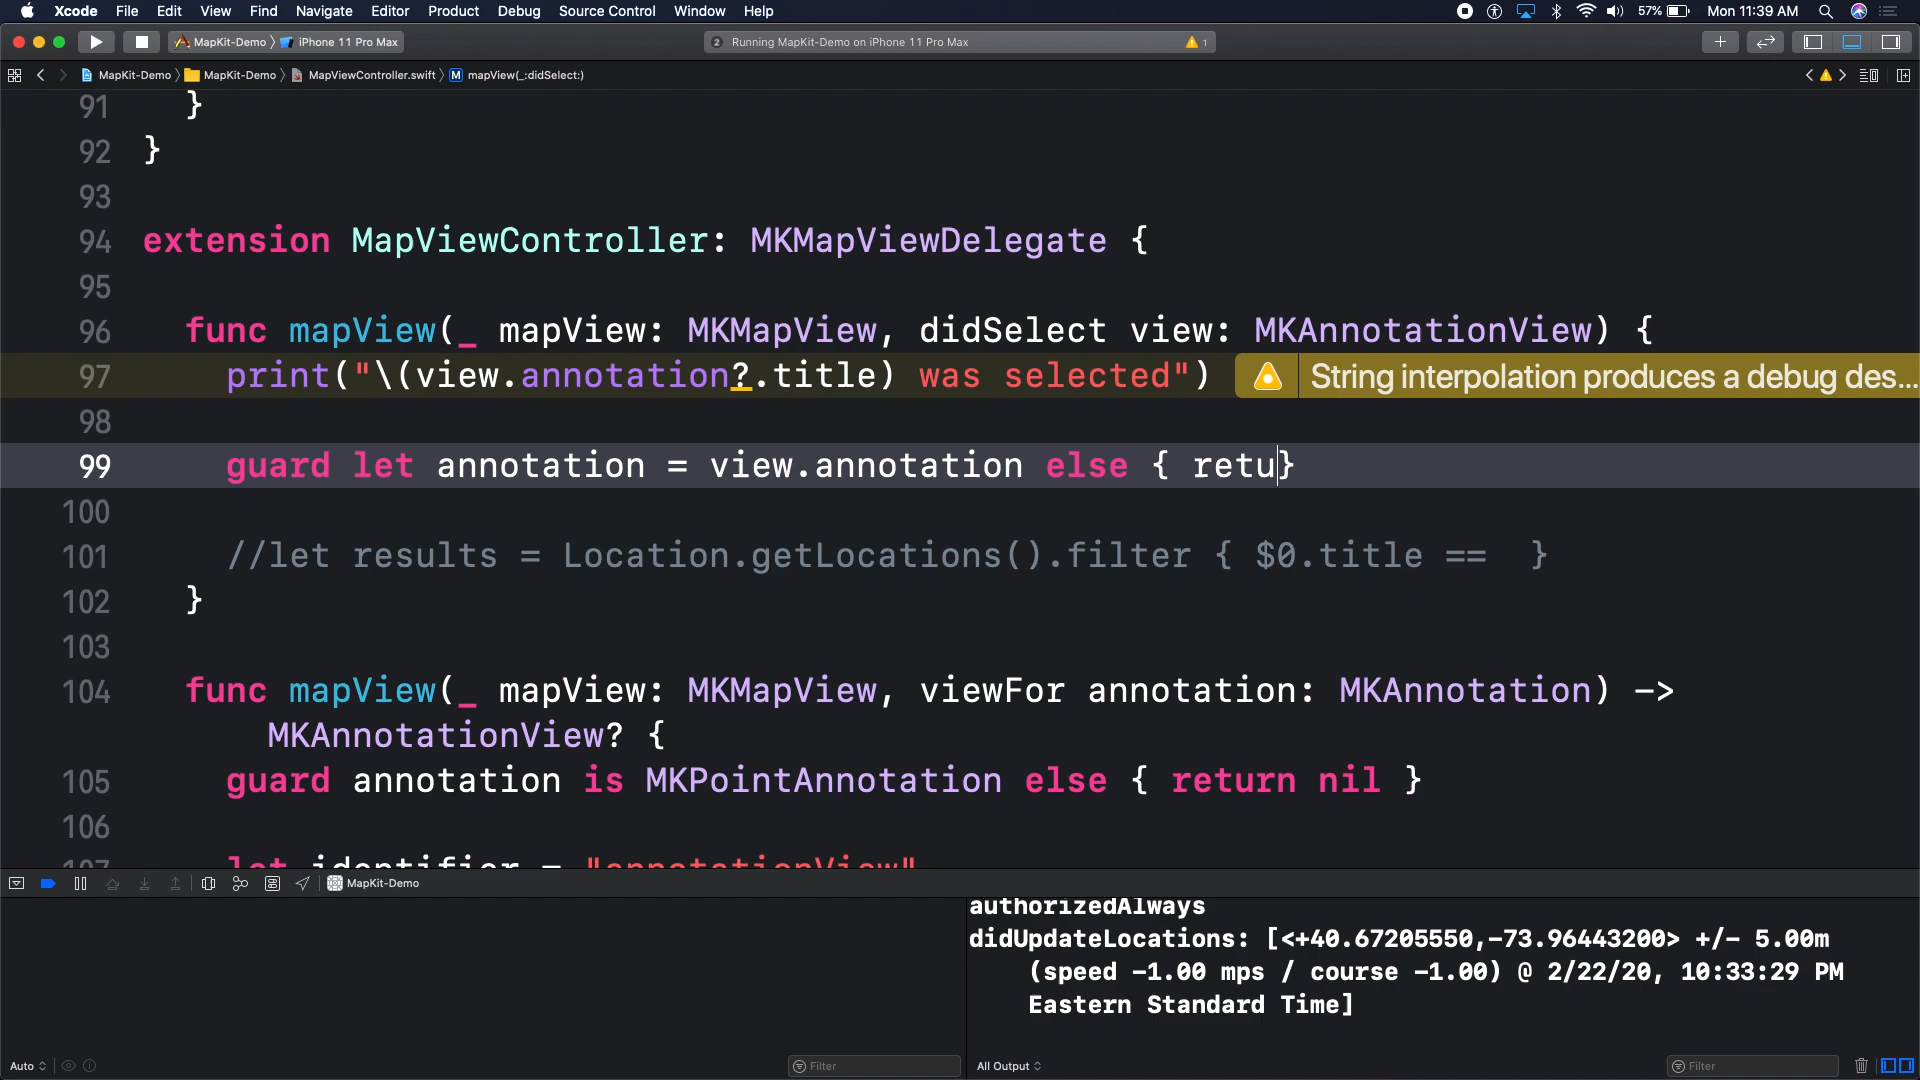 Xcode File Edit View Find Navigate Editor Product Debug Source Control Window Help 57% Mon 11:39 AM
MapKit-Demo 〉 iPhone 11 Pro Max 2 Running MapKit-Demo on iPhone 11 Pro Max 1
MapKit-Demo 〉 MapKit-Demo 〉 MapViewController.swift 〉 M mapView(_:didSelect:)
91 }
92 }
93
94 extension MapViewController: MKMapViewDelegate {
95
96 func mapView(_ mapView: MKMapView, didSelect view: MKAnnotationView) {
97 print("\(view.annotation?.title) was selected") String interpolation produces a debug des...
98
99 guard let annotation = view.annotation else { retu}
100
101 //let results = Location.getLocations().filter { $0.title ==  }
102 }
103
104 func mapView(_ mapView: MKMapView, viewFor annotation: MKAnnotation) ->
MKAnnotationView? {
105 guard annotation is MKPointAnnotation else { return nil }
106
107 let identifier = "annotationView"
MapKit-Demo
authorizedAlways
didUpdateLocations: [<+40.67205550,-73.96443200> +/- 5.00m
(speed -1.00 mps / course -1.00) @ 2/22/20, 10:33:29 PM
Eastern Standard Time]
Auto Filter All Output Filter